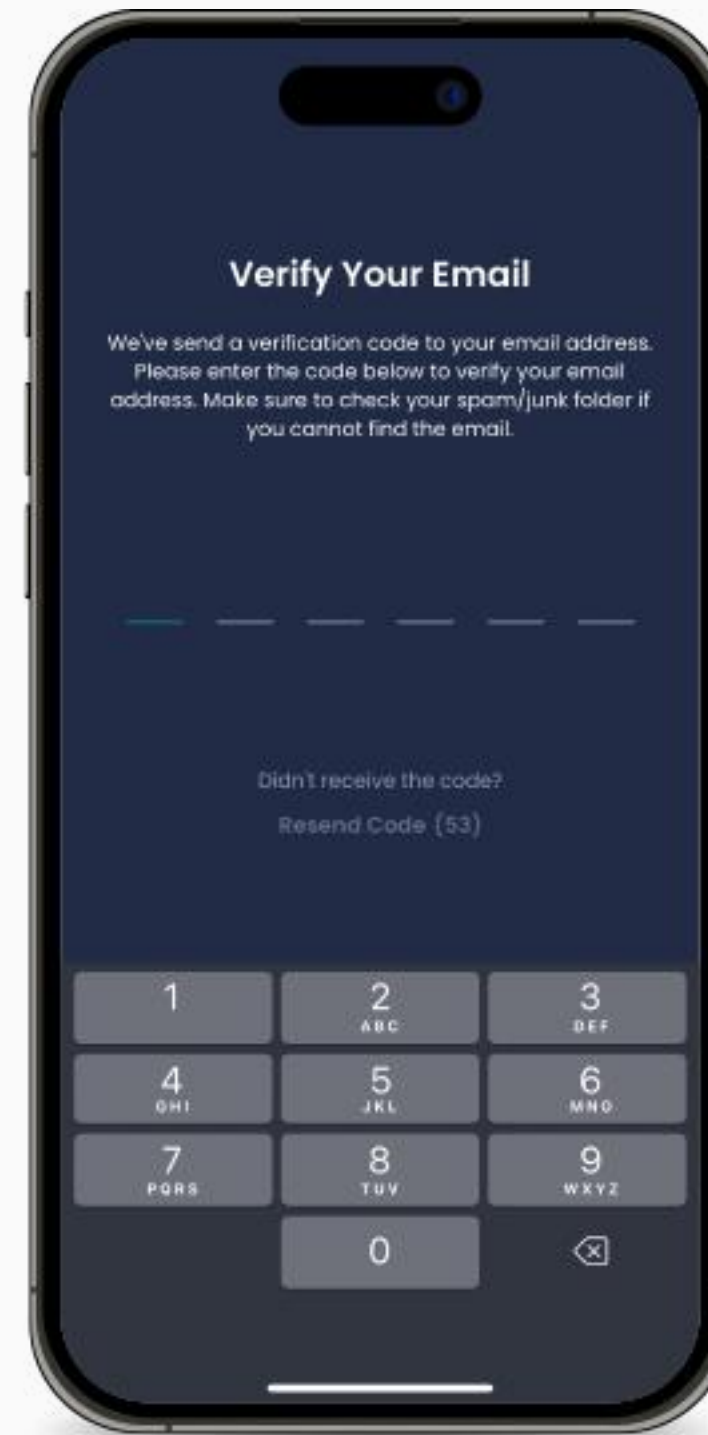 Verify Your Email
We've send a verification code to your email address.
Please enter the code below to verify your email
address. Make sure to check your spam/junk folder if
you cannot find the email.
Didn't receive the code?
Resend Code (53)
1 2 3
ABC DEF
4 5 6
GHI JKL MNO
7 8 9
PQRS TUV WXYZ
0